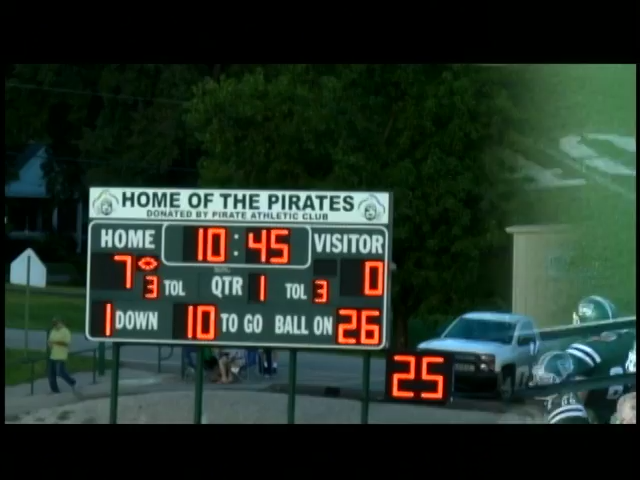 HOME OF THE PIRATES
DONATED BY PIRATE ATHLETIC CLUB
HOME 10:45 VISITOR
7 3 TOL QTR 1 TOL 3 0
1 DOWN 10 TO GO BALL ON 26
25